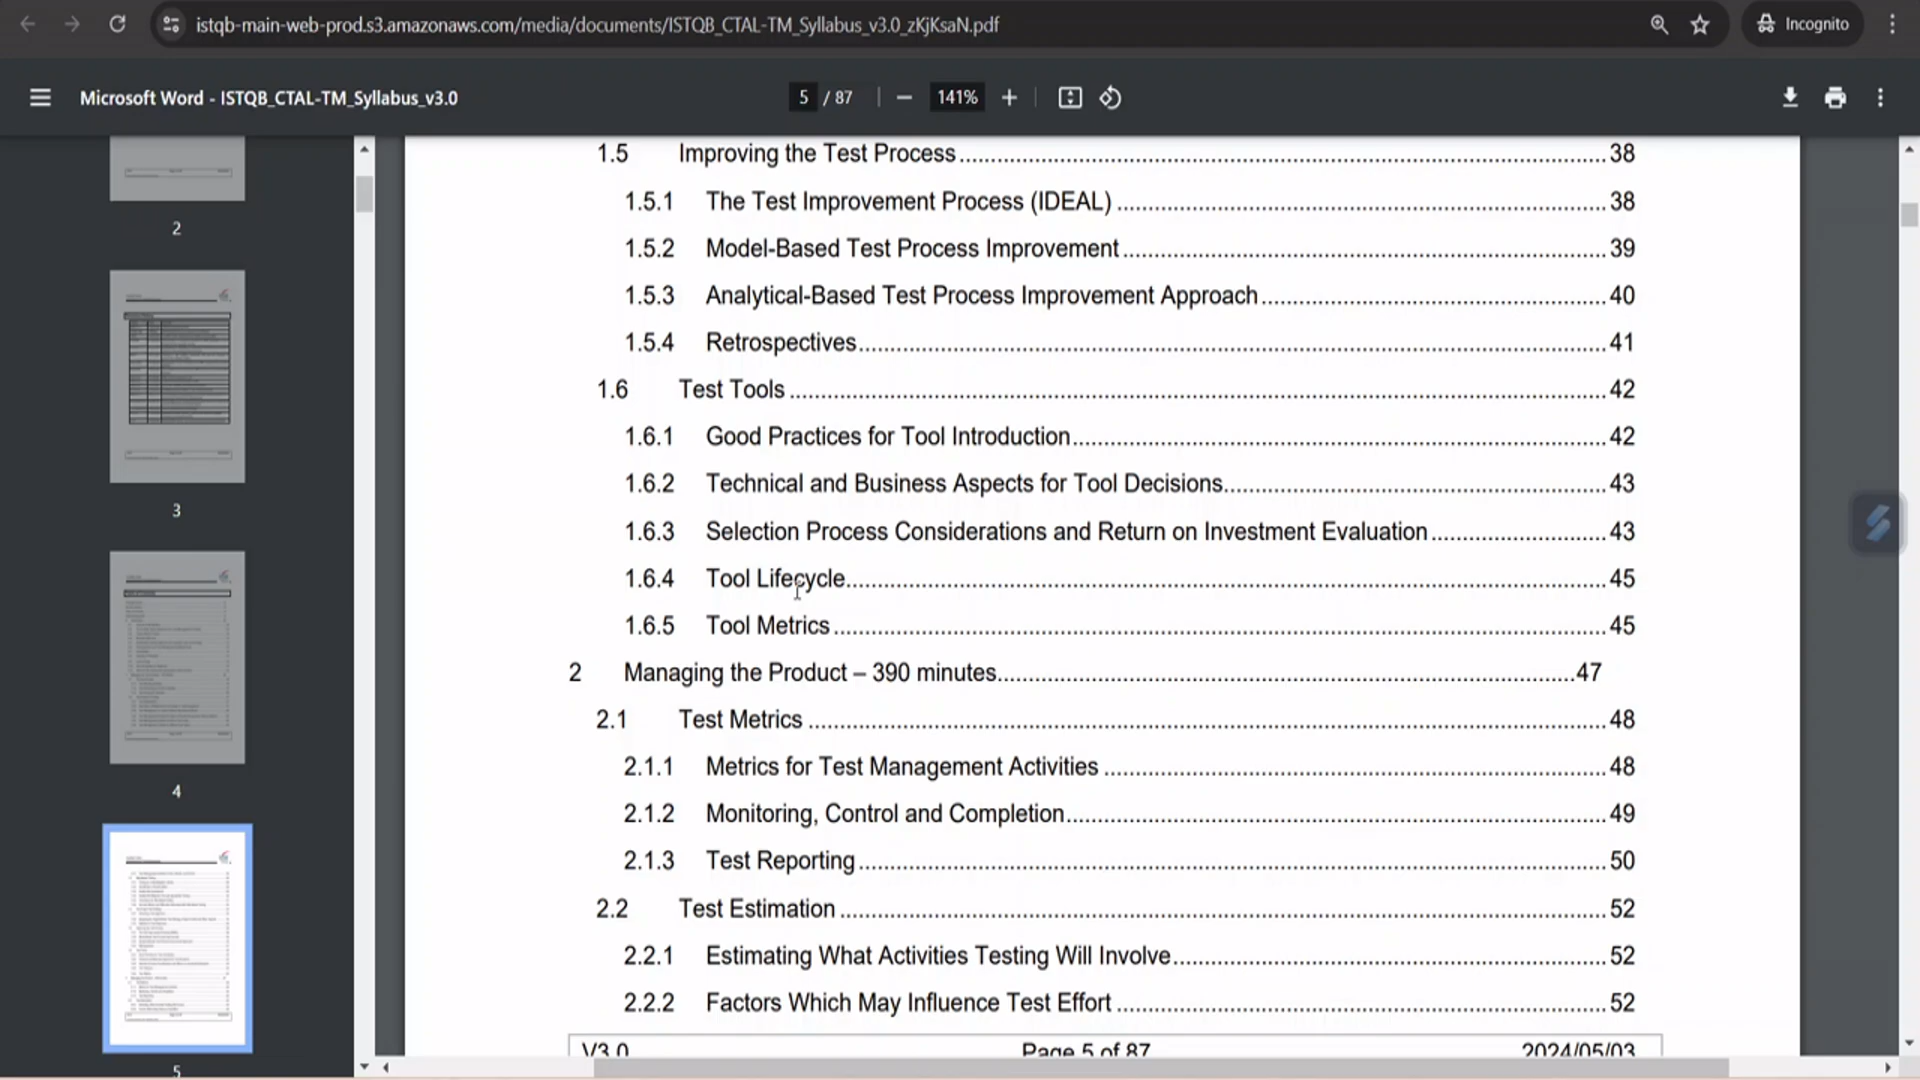 istqb-main-web-prod.s3.amazonaws.com/media/documents/ISTQB_CTAL-TM_Syllabus_v3.0_zKjKsaN.pdf
Incognito
Microsoft Word - ISTQB_CTAL-TM_Syllabus_v3.0
5 / 87
141%
2
3
4
5
1.5 Improving the Test Process 38
1.5.1 The Test Improvement Process (IDEAL) 38
1.5.2 Model-Based Test Process Improvement 39
1.5.3 Analytical-Based Test Process Improvement Approach 40
1.5.4 Retrospectives 41
1.6 Test Tools 42
1.6.1 Good Practices for Tool Introduction 42
1.6.2 Technical and Business Aspects for Tool Decisions 43
1.6.3 Selection Process Considerations and Return on Investment Evaluation 43
1.6.4 Tool Lifecycle 45
1.6.5 Tool Metrics 45
2 Managing the Product – 390 minutes 47
2.1 Test Metrics 48
2.1.1 Metrics for Test Management Activities 48
2.1.2 Monitoring, Control and Completion 49
2.1.3 Test Reporting 50
2.2 Test Estimation 52
2.2.1 Estimating What Activities Testing Will Involve 52
2.2.2 Factors Which May Influence Test Effort 52
V3.0 Page 5 of 87 2024/05/03